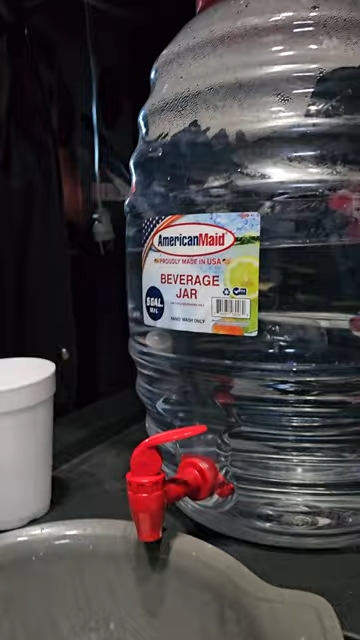 AmericanMaid
PROUDLY MADE IN USA
BEVERAGE
JAR
5GAL.
HAND WASH ONLY